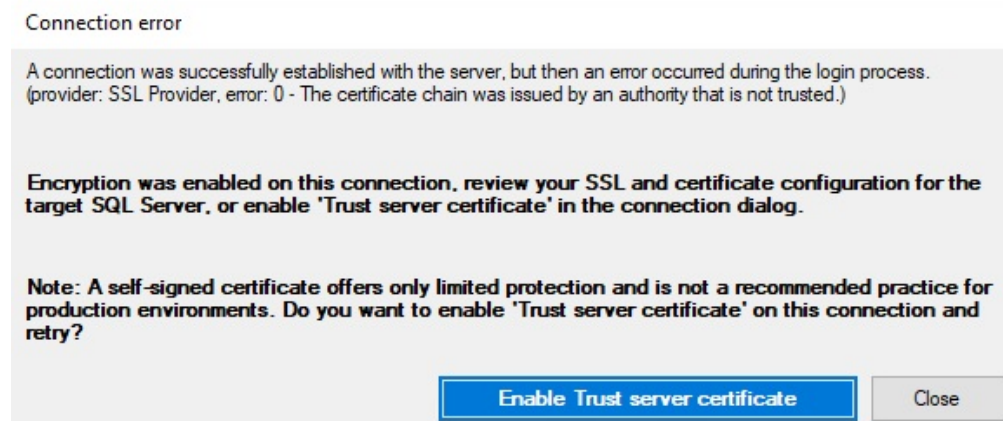 Connection error
A connection was successfully established with the server, but then an error occurred during the login process.
(provider: SSL Provider, error: 0 - The certificate chain was issued by an authority that is not trusted.)
Encryption was enabled on this connection, review your SSL and certificate configuration for the
target SQL Server, or enable 'Trust server certificate' in the connection dialog.
Note: A self-signed certificate offers only limited protection and is not a recommended practice for
production environments. Do you want to enable 'Trust server certificate' on this connection and
retry?
Enable Trust server certificate
Close